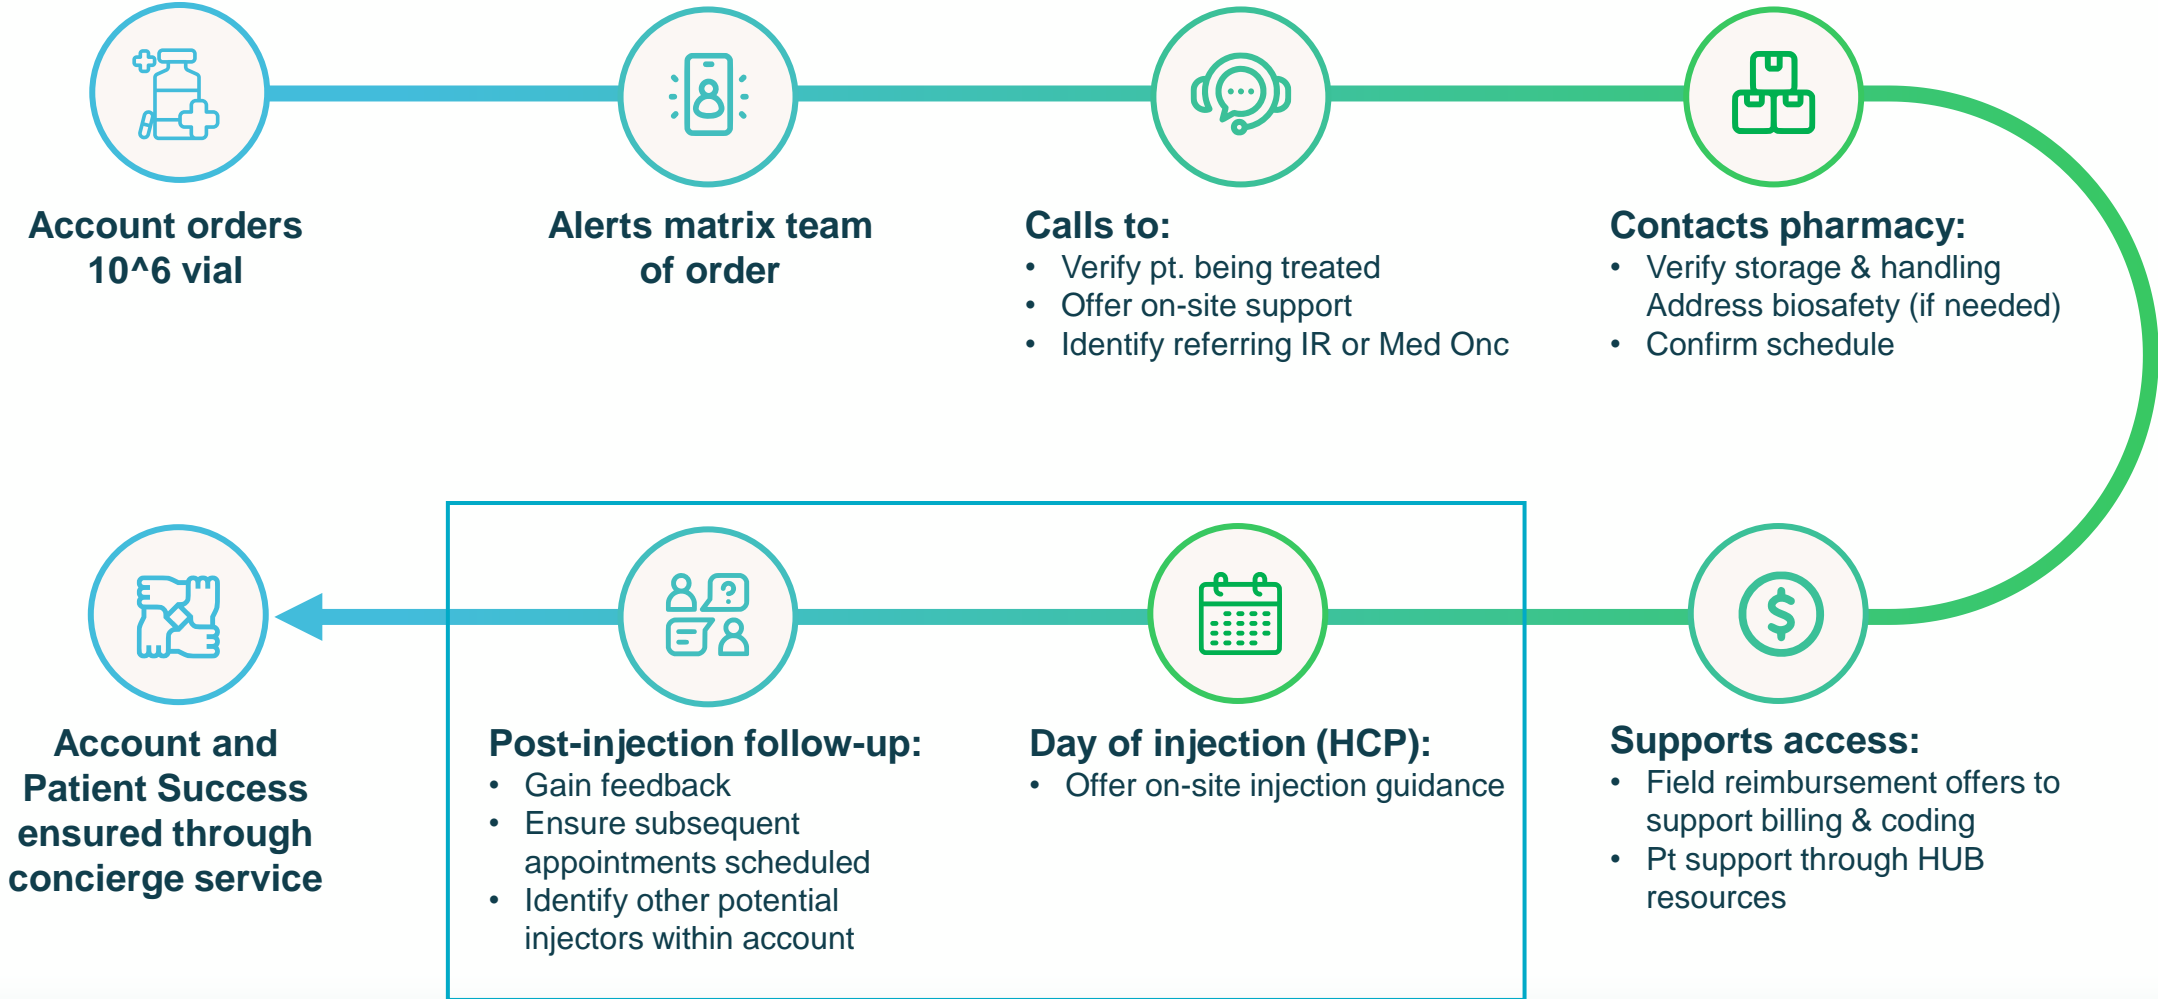 Account orders
10^6 vial
Alerts matrix team
of order
Calls to:
• Verify pt. being treated
• Offer on-site support
• Identify referring IR or Med Onc
Contacts pharmacy:
• Verify storage & handling
Address biosafety (if needed)
• Confirm schedule
Supports access:
• Field reimbursement offers to
support billing & coding
• Pt support through HUB
resources
Day of injection (HCP):
• Offer on-site injection guidance
Post-injection follow-up:
• Gain feedback
• Ensure subsequent
appointments scheduled
• Identify other potential
injectors within account
Account and
Patient Success
ensured through
concierge service